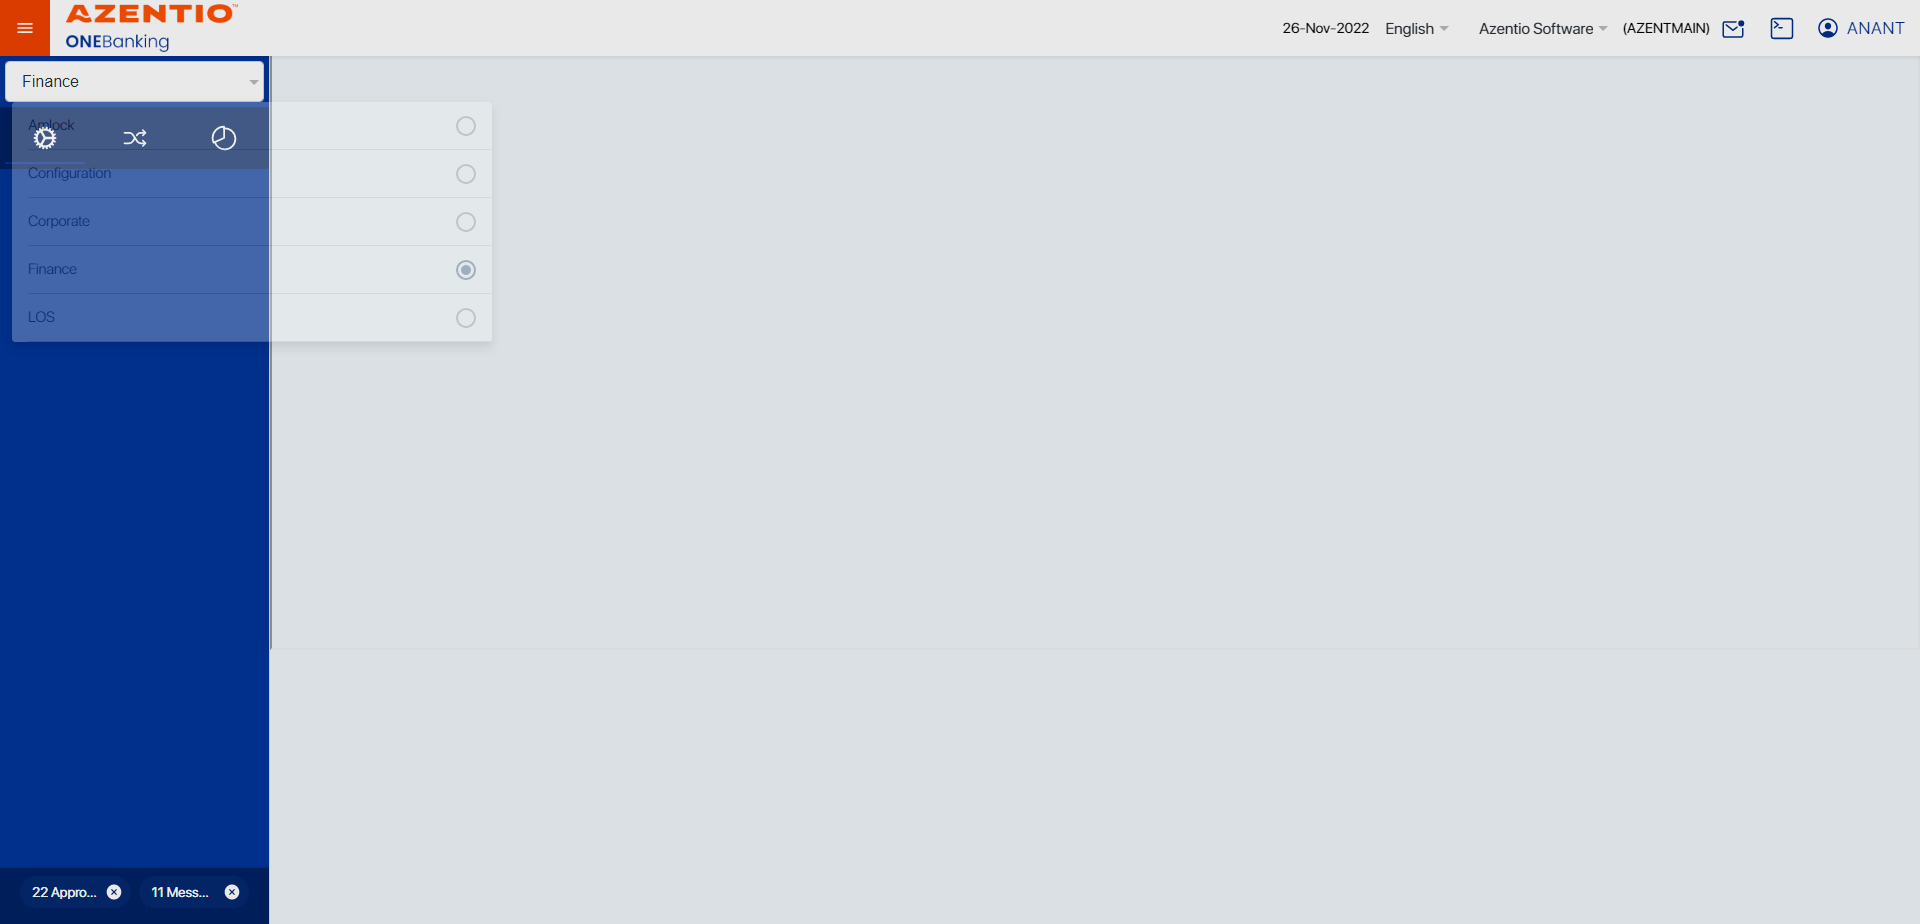 AZENTIO™
ONEBanking
26-Nov-2022 English Azentio Software (AZENTMAIN) ANANT
Finance
Amlock
Configuration
Corporate
Finance
LOS
22 Appro... 11 Mess...